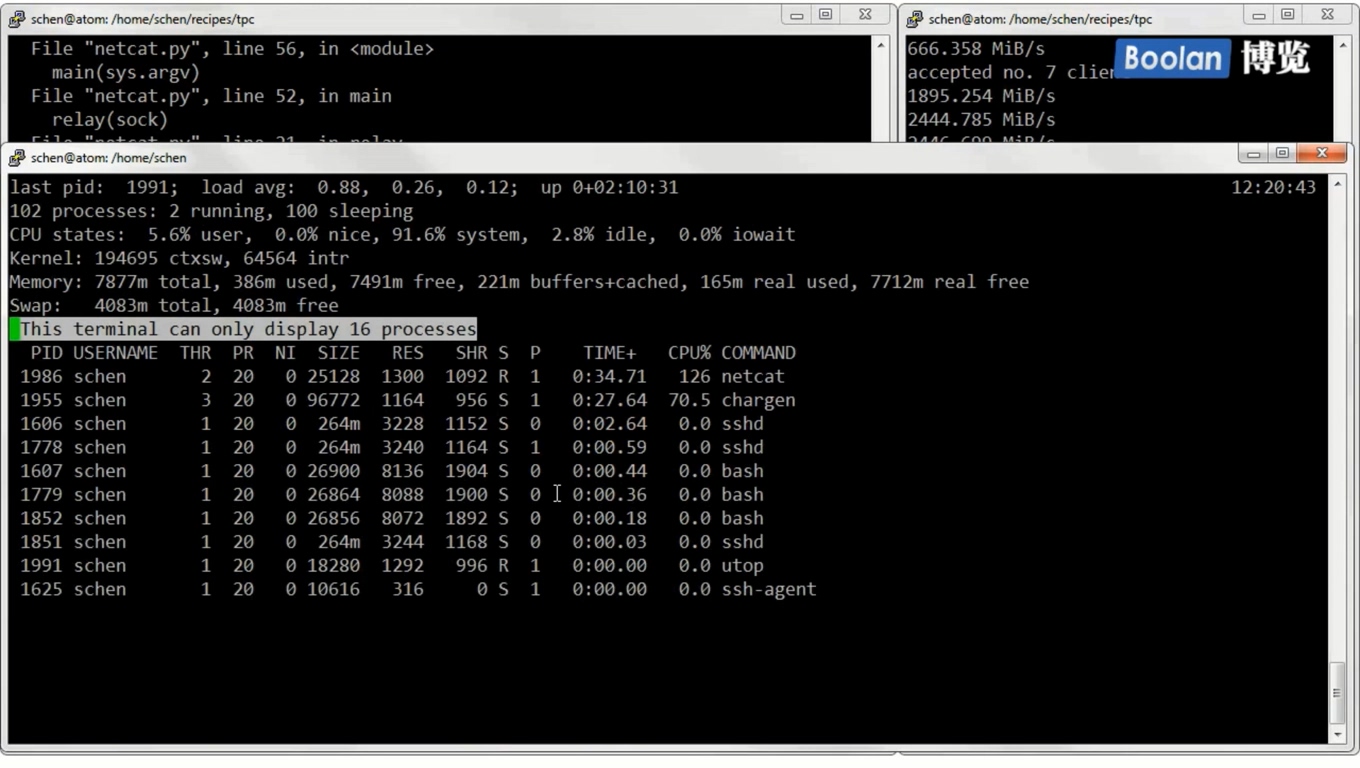 schen@atom: /home/schen/recipes/tpc
File "netcat.py", line 56, in <module>
main(sys.argv)
File "netcat.py", line 52, in main
relay(sock)
File "netcat.py", line 21, in relay
schen@atom: /home/schen/recipes/tpc
666.358 MiB/s
accepted no. 7 clien
1895.254 MiB/s
2444.785 MiB/s
Boolan 博览
schen@atom: /home/schen
last pid: 1991; load avg: 0.88, 0.26, 0.12; up 0+02:10:31 12:20:43
102 processes: 2 running, 100 sleeping
CPU states: 5.6% user, 0.0% nice, 91.6% system, 2.8% idle, 0.0% iowait
Kernel: 194695 ctxsw, 64564 intr
Memory: 7877m total, 386m used, 7491m free, 221m buffers+cached, 165m real used, 7712m real free
Swap: 4083m total, 4083m free
This terminal can only display 16 processes
PID USERNAME THR PR NI SIZE RES SHR S P TIME+ CPU% COMMAND
1986 schen 2 20 0 25128 1300 1092 R 1 0:34.71 126 netcat
1955 schen 3 20 0 96772 1164 956 S 1 0:27.64 70.5 chargen
1606 schen 1 20 0 264m 3228 1152 S 0 0:02.64 0.0 sshd
1778 schen 1 20 0 264m 3240 1164 S 1 0:00.59 0.0 sshd
1607 schen 1 20 0 26900 8136 1904 S 0 0:00.44 0.0 bash
1779 schen 1 20 0 26864 8088 1900 S 0 0:00.36 0.0 bash
1852 schen 1 20 0 26856 8072 1892 S 0 0:00.18 0.0 bash
1851 schen 1 20 0 264m 3244 1168 S 0 0:00.03 0.0 sshd
1991 schen 1 20 0 18280 1292 996 R 1 0:00.00 0.0 utop
1625 schen 1 20 0 10616 316 0 S 1 0:00.00 0.0 ssh-agent